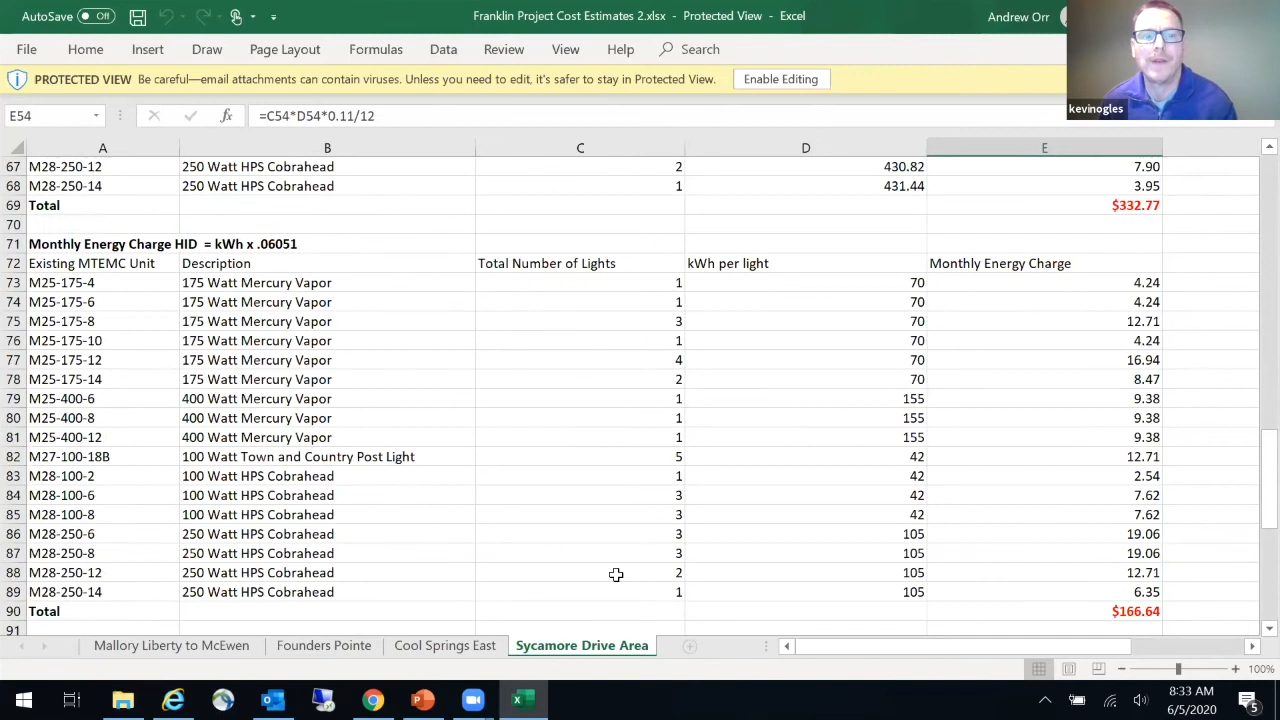 AutoSave Off Franklin Project Cost Estimates 2.xlsx - Protected View - Excel Andrew Orr
File Home Insert Draw Page Layout Formulas Data Review View Help Search
PROTECTED VIEW Be careful—email attachments can contain viruses. Unless you need to edit, it's safer to stay in Protected View. Enable Editing
kevinogles
E54 fx =C54*D54*0.11/12
A B C D E
67 M28-250-12 250 Watt HPS Cobrahead 2 430.82 7.90
68 M28-250-14 250 Watt HPS Cobrahead 1 431.44 3.95
69 Total $332.77
70
71 Monthly Energy Charge HID = kWh x .06051
72 Existing MTEMC Unit Description Total Number of Lights kWh per light Monthly Energy Charge
73 M25-175-4 175 Watt Mercury Vapor 1 70 4.24
74 M25-175-6 175 Watt Mercury Vapor 1 70 4.24
75 M25-175-8 175 Watt Mercury Vapor 3 70 12.71
76 M25-175-10 175 Watt Mercury Vapor 1 70 4.24
77 M25-175-12 175 Watt Mercury Vapor 4 70 16.94
78 M25-175-14 175 Watt Mercury Vapor 2 70 8.47
79 M25-400-6 400 Watt Mercury Vapor 1 155 9.38
80 M25-400-8 400 Watt Mercury Vapor 1 155 9.38
81 M25-400-12 400 Watt Mercury Vapor 1 155 9.38
82 M27-100-18B 100 Watt Town and Country Post Light 5 42 12.71
83 M28-100-2 100 Watt HPS Cobrahead 1 42 2.54
84 M28-100-6 100 Watt HPS Cobrahead 3 42 7.62
85 M28-100-8 100 Watt HPS Cobrahead 3 42 7.62
86 M28-250-6 250 Watt HPS Cobrahead 3 105 19.06
87 M28-250-8 250 Watt HPS Cobrahead 3 105 19.06
88 M28-250-12 250 Watt HPS Cobrahead 2 105 12.71
89 M28-250-14 250 Watt HPS Cobrahead 1 105 6.35
90 Total $166.64
91
Mallory Liberty to McEwen Founders Pointe Cool Springs East Sycamore Drive Area
100%
8:33 AM
6/5/2020 5